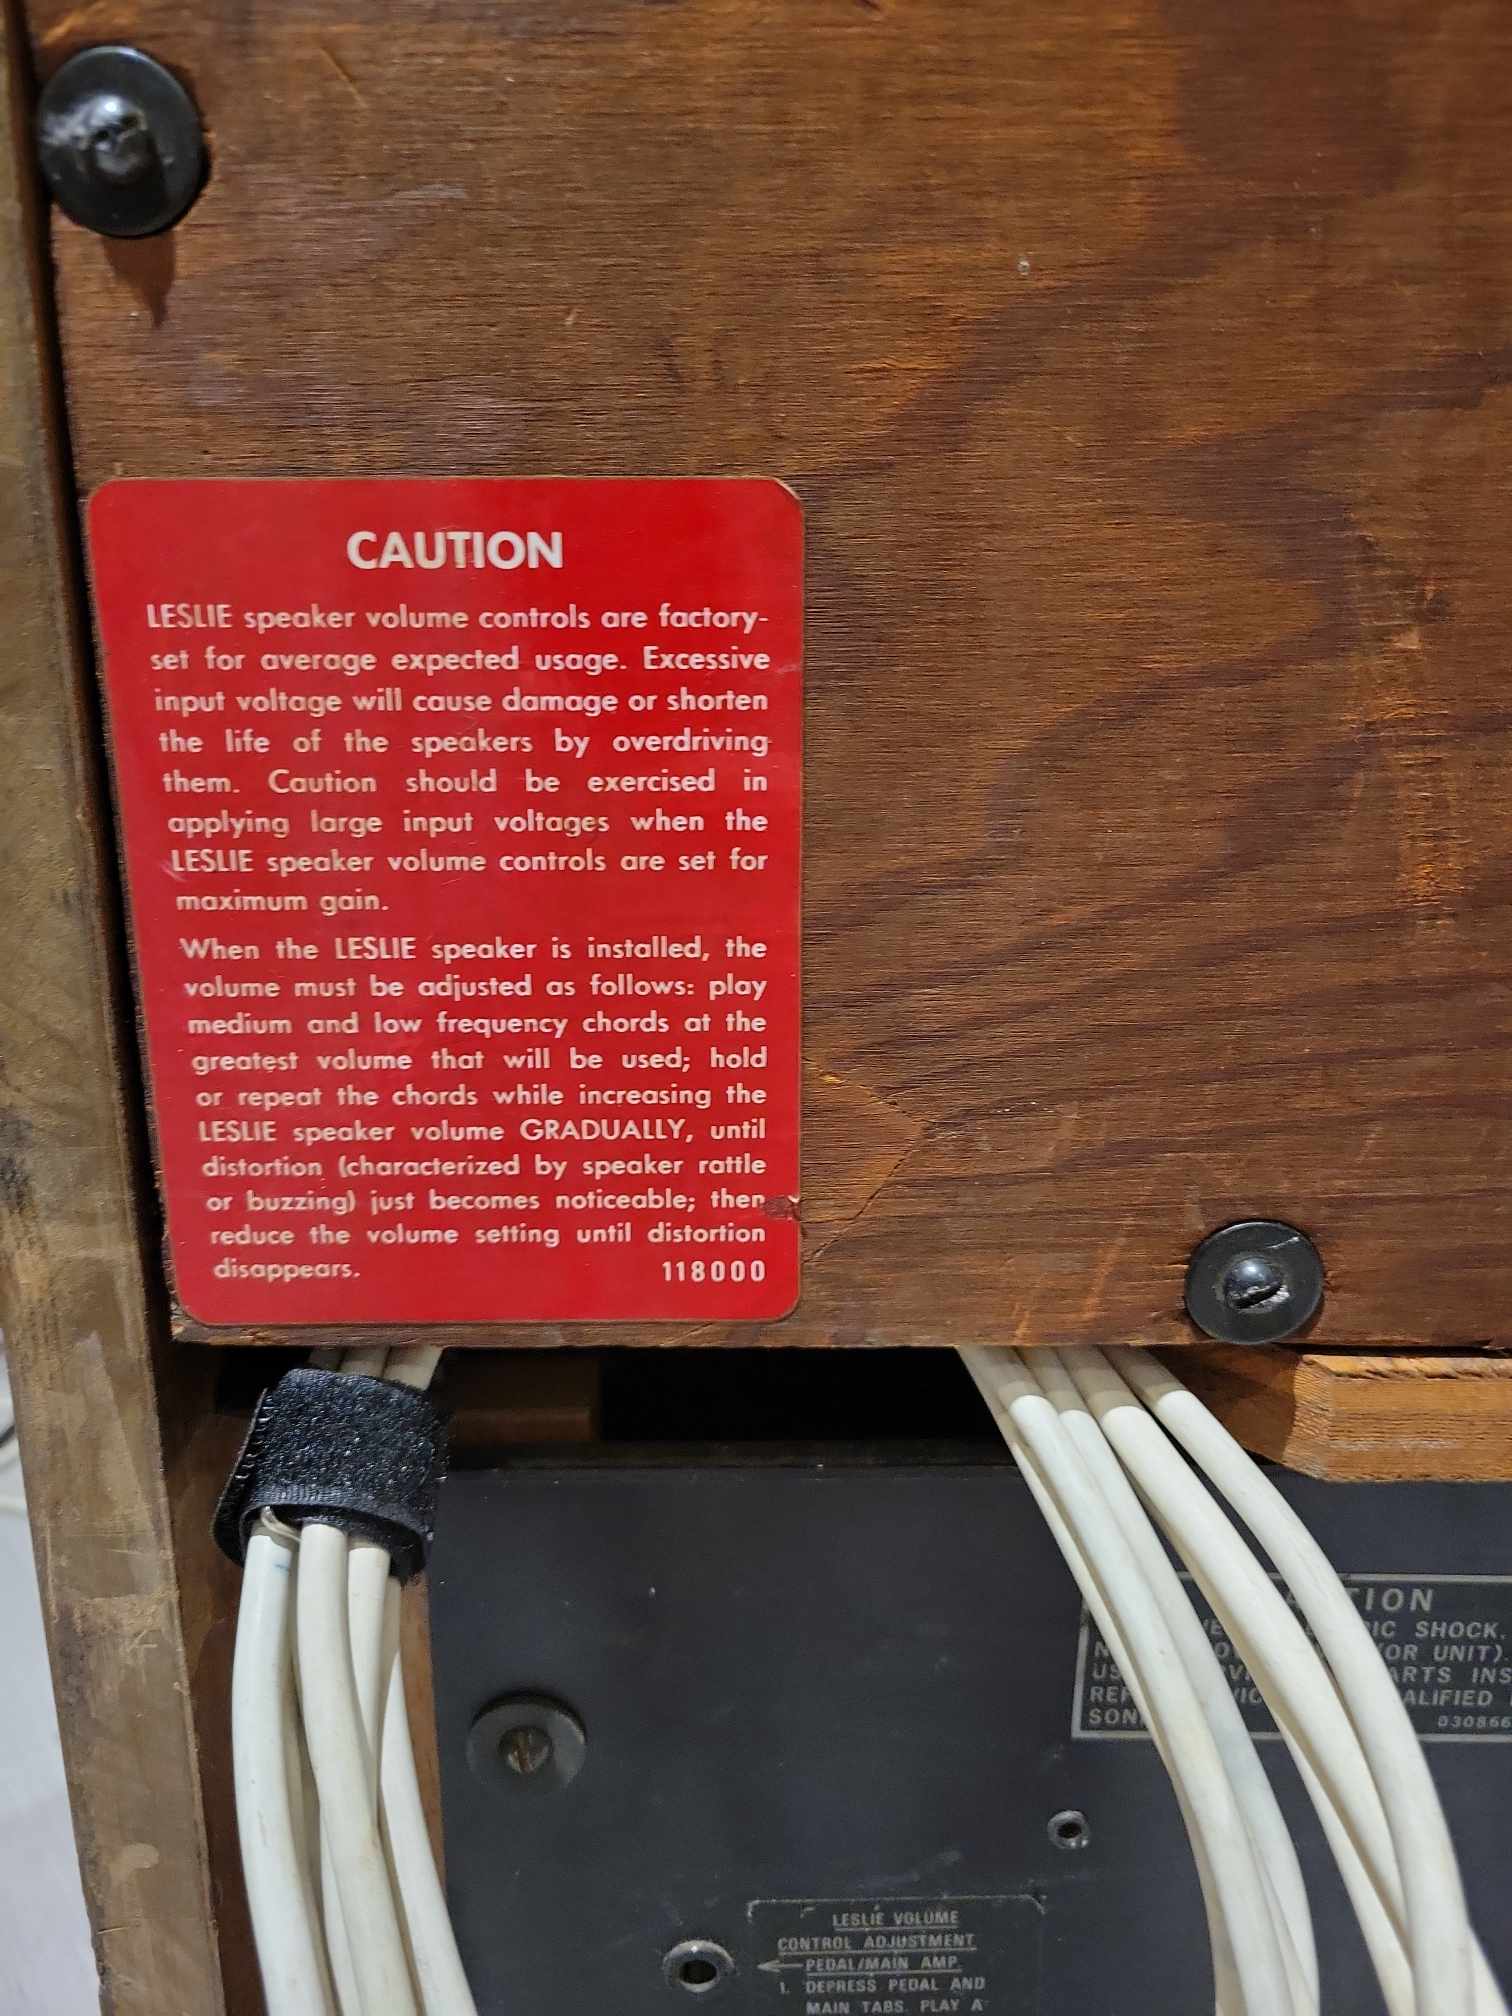 CAUTION
LESLIE speaker volume controls are factory-
set for average expected usage. Excessive
input voltage will cause damage or shorten
the life of the speakers by overdriving
them. Caution should be exercised in
applying large input voltages when the
LESLIE speaker volume controls are set for
maximum gain.
When the LESLIE speaker is installed, the
volume must be adjusted as follows: play
medium and low frequency chords at the
greatest volume that will be used; hold
or repeat the chords while increasing the
LESLIE speaker volume GRADUALLY, until
distortion (characterized by speaker rattle
or buzzing) just becomes noticeable; then
reduce the volume setting until distortion
disappears. 118000
SHOCK.
(OR UNIT).
LESLIE VOLUME
CONTROL ADJUSTMENT
PEDAL/MAIN AMP.
1. DEPRESS PEDAL AND
MAIN TABS. PLAY A